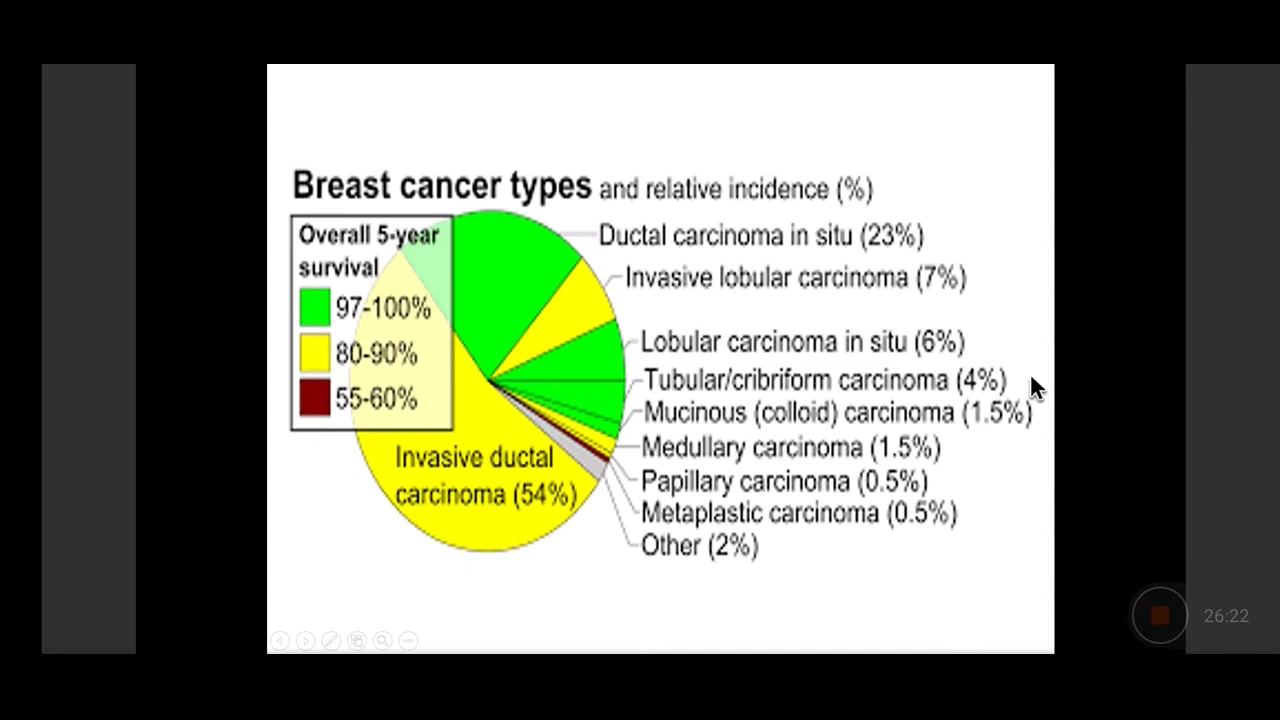 Breast cancer types and relative incidence (%)
Overall 5-year
survival
97-100%
80-90%
55-60%
Ductal carcinoma in situ (23%)
Invasive lobular carcinoma (7%)
Lobular carcinoma in situ (6%)
Tubular/cribriform carcinoma (4%)
Mucinous (colloid) carcinoma (1.5%)
Medullary carcinoma (1.5%)
Papillary carcinoma (0.5%)
Metaplastic carcinoma (0.5%)
Other (2%)
Invasive ductal
carcinoma (54%)
26:22